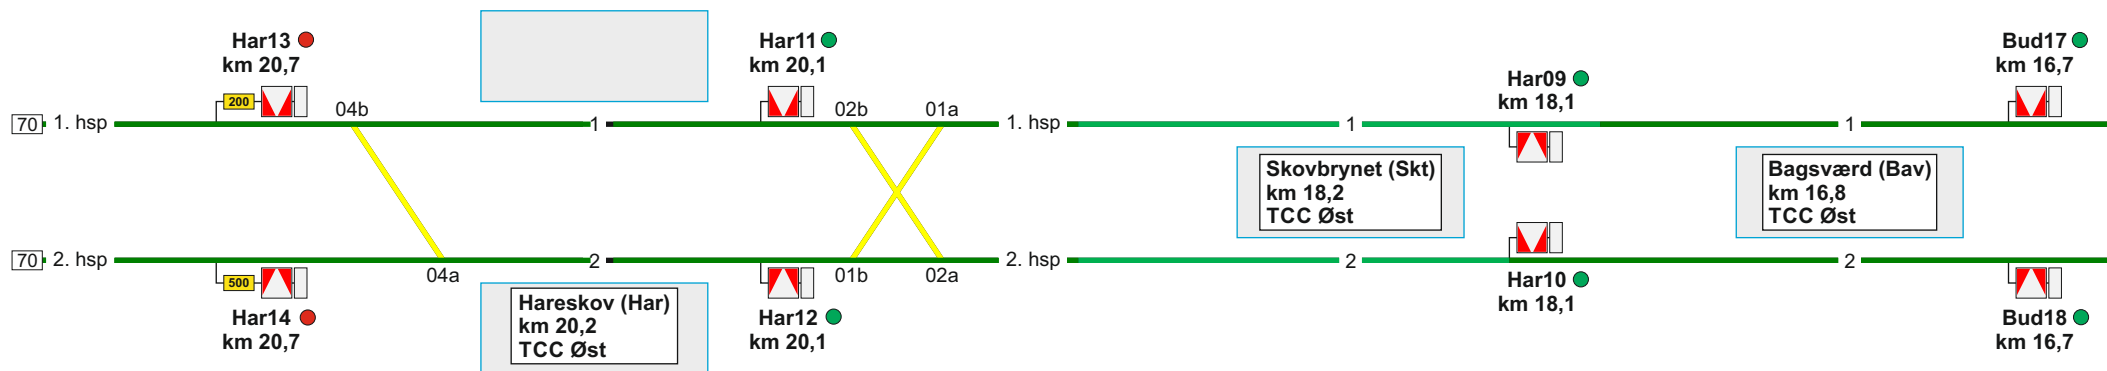 Har13
km 20,7
Har11
km 20,1
Har09
km 18,1
Bud17
km 16,7
200
04b
02b
01a
70 1. hsp
1
1. hsp
1
1
Skovbrynet (Skt)
km 18,2
TCC Øst
Bagsværd (Bav)
km 16,8
TCC Øst
70 2. hsp
2
2. hsp
2
2
500
04a
01b
02a
Hareskov (Har)
km 20,2
TCC Øst
Har14
km 20,7
Har12
km 20,1
Har10
km 18,1
Bud18
km 16,7